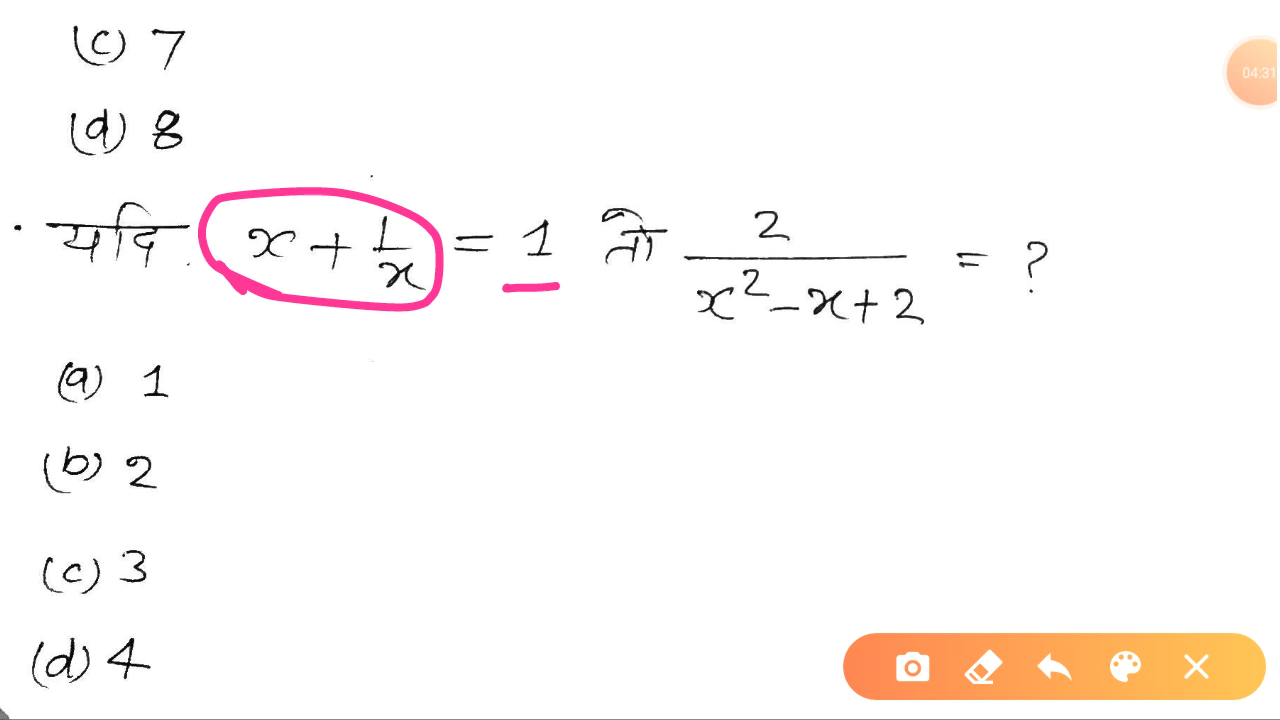 (c) 7
(d) 8
. यदि x + 1/x = 1 तो 2/(x² - x + 2) = ?
(a) 1
(b) 2
(c) 3
(d) 4
04:31